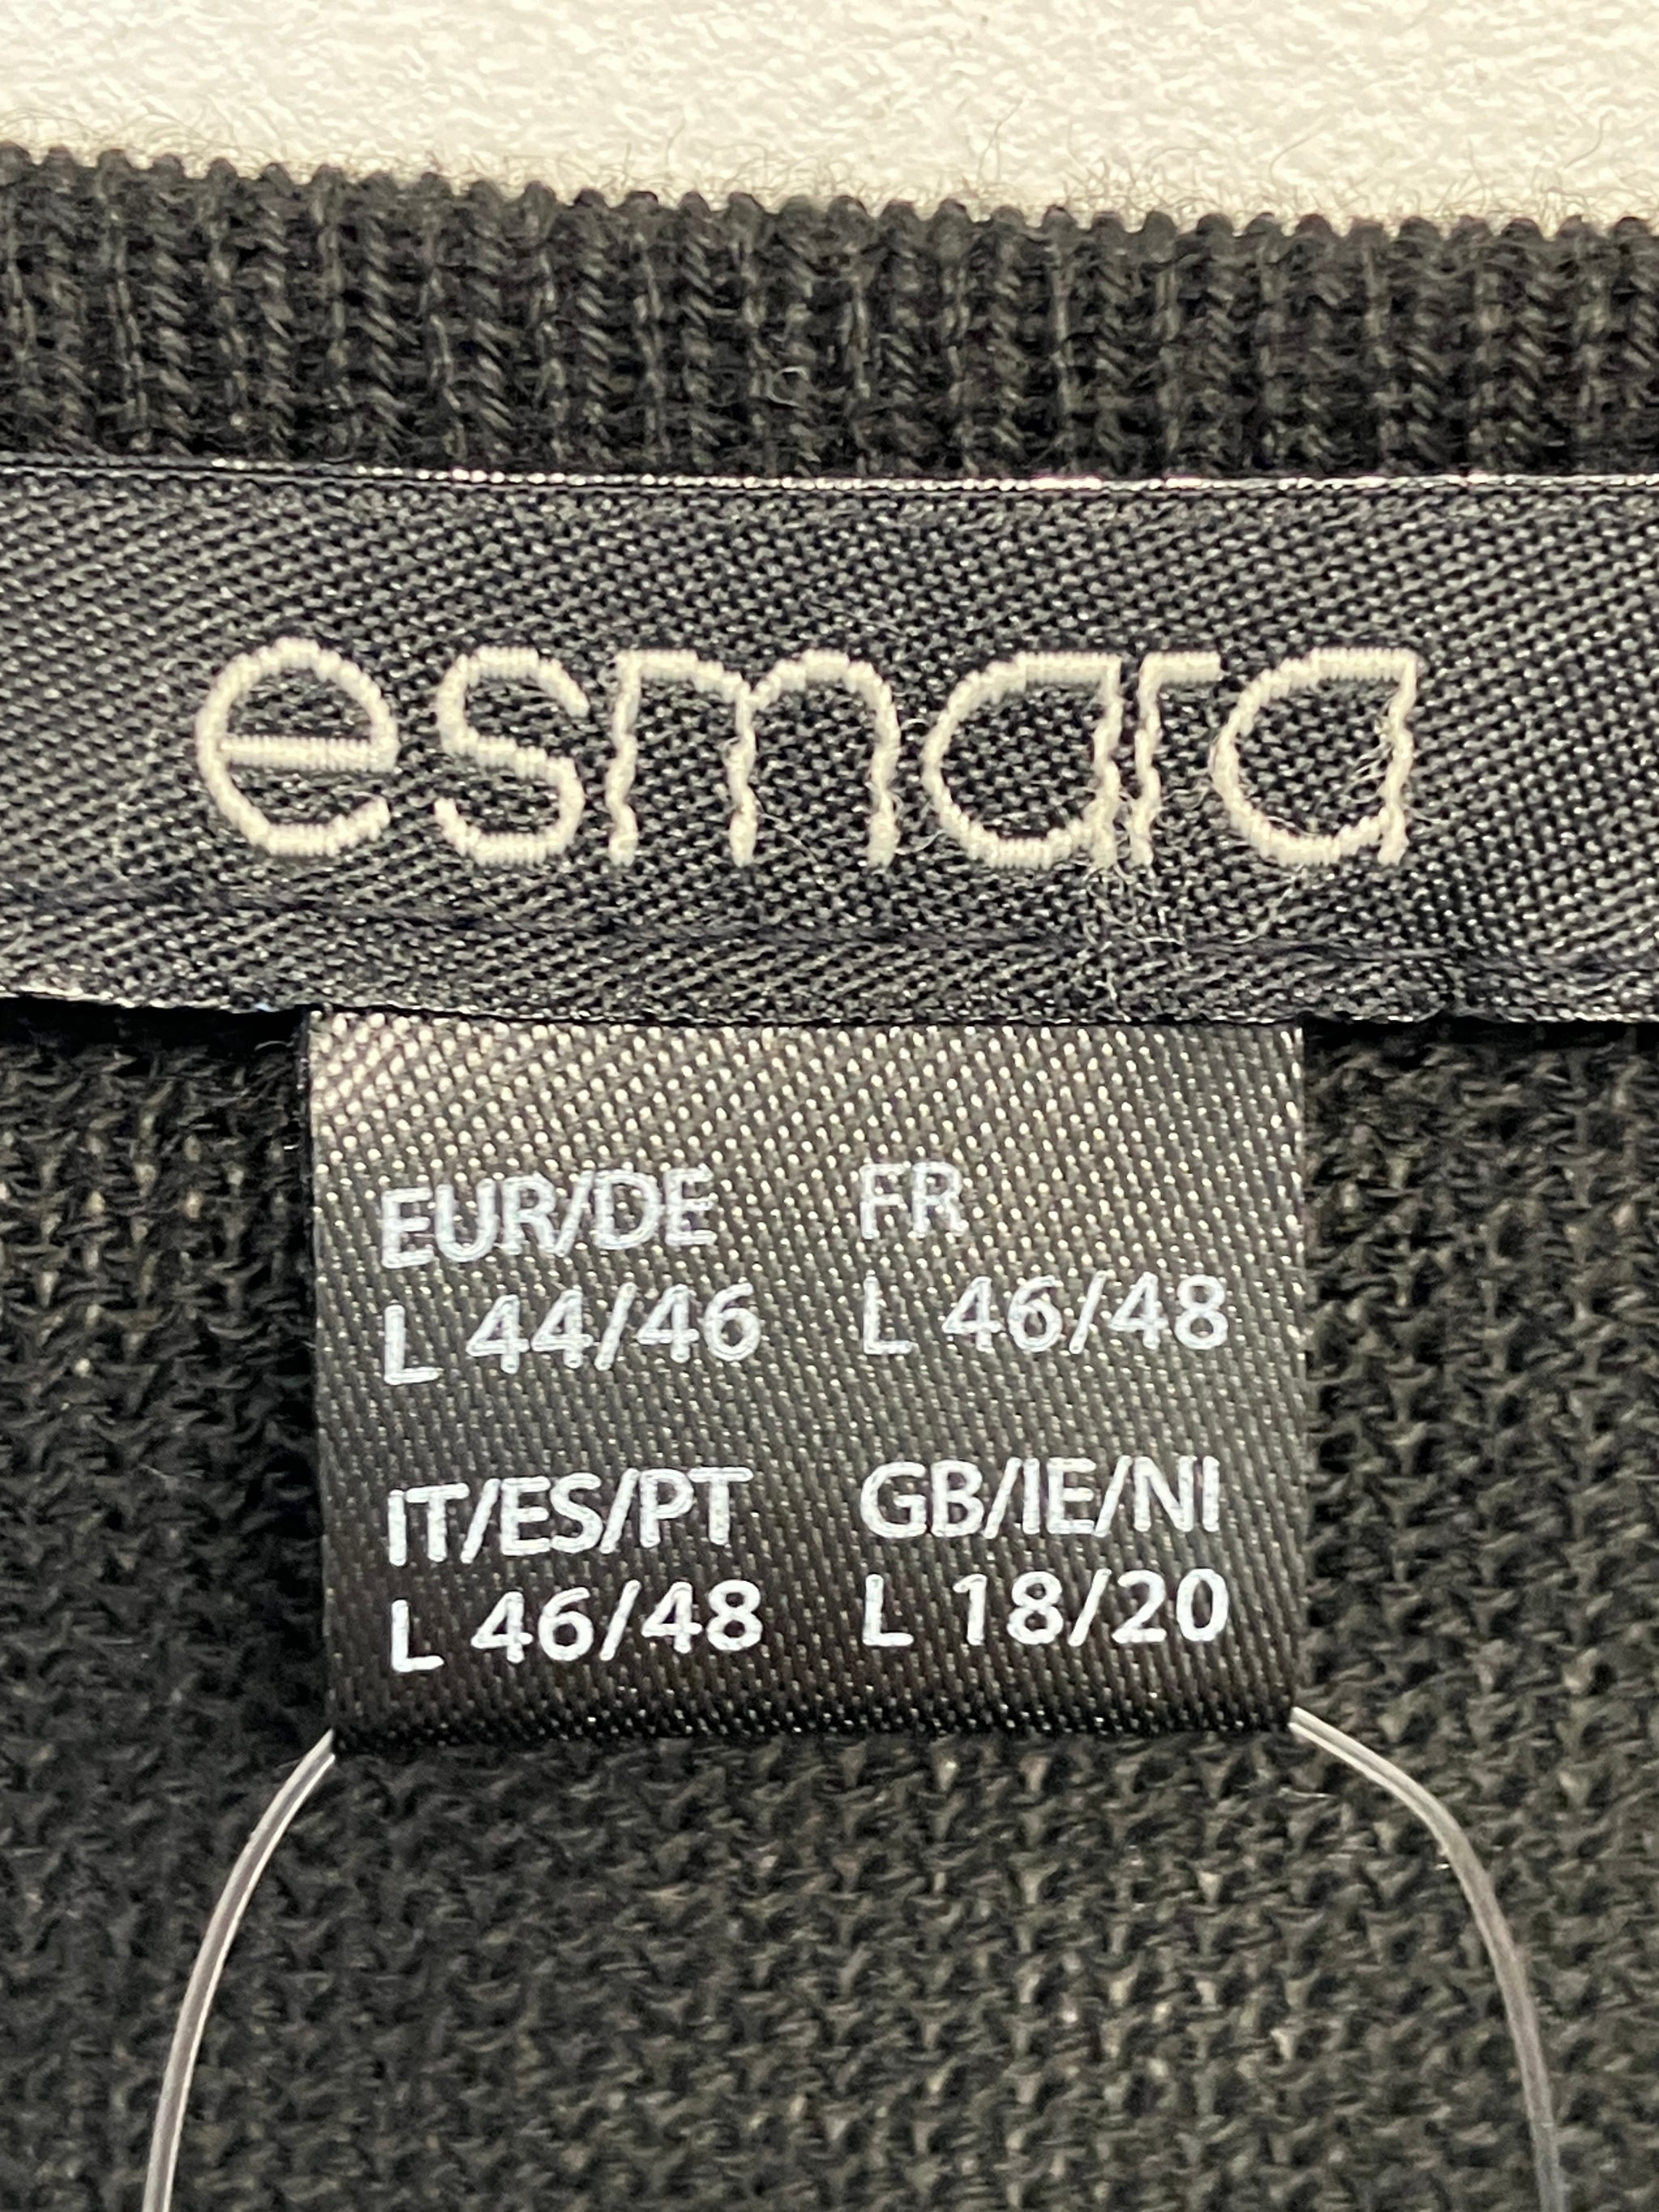 esmara
EUR/DE FR
L 44/46 L 46/48
IT/ES/PT GB/IE/NI
L 46/48 L 18/20